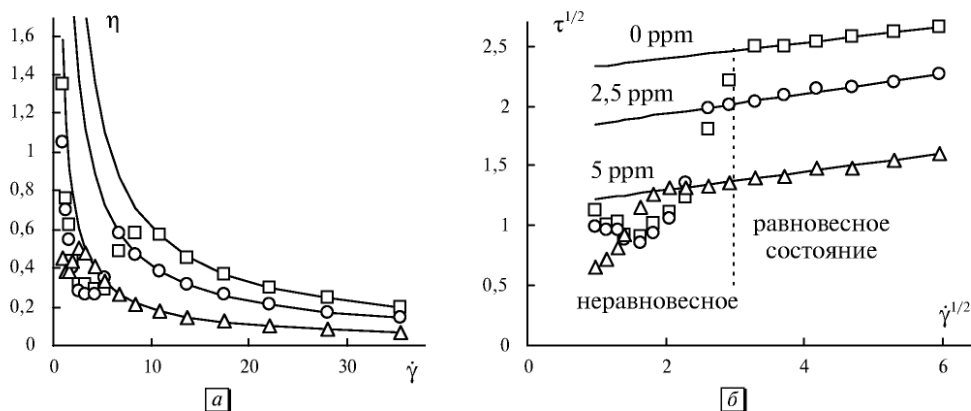 η
1,6
1,4
1,2
1
0,8
0,6
0,4
0,2
0
0
10
20
30
γ̇
а
τ^1/2
2,5
2
1,5
1
0,5
0
0 ppm
2,5 ppm
5 ppm
равновесное
состояние
неравновесное
γ̇^1/2
0
2
4
6
б